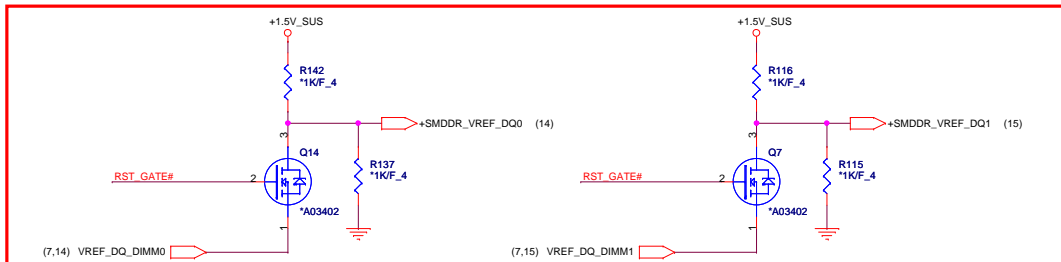 +1.5V_SUS
R142
*1K/F_4
+SMDDR_VREF_DQ0 (14)
3
Q14
R137
*1K/F_4
RST_GATE#
2
*A03402
1
(7,14) VREF_DQ_DIMM0
+1.5V_SUS
R116
*1K/F_4
+SMDDR_VREF_DQ1 (15)
3
Q7
R115
*1K/F_4
RST_GATE#
2
*A03402
1
(7,15) VREF_DQ_DIMM1